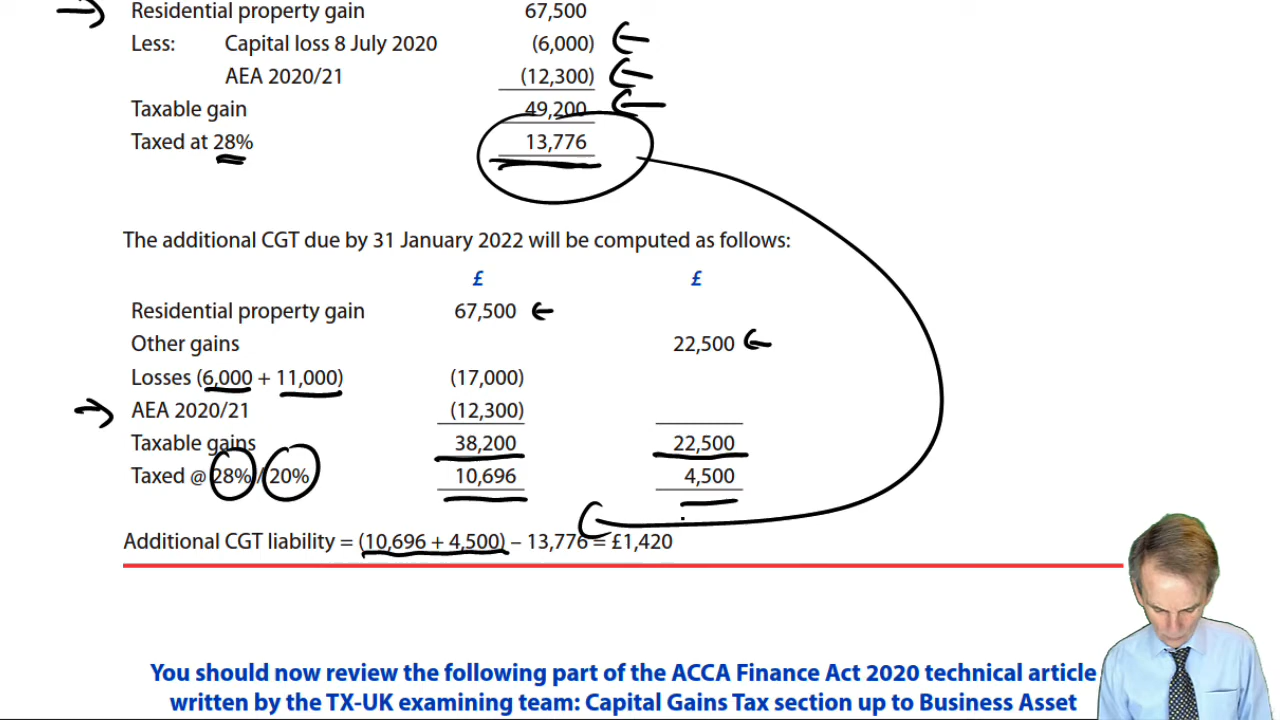 Residential property gain 67,500
Less: Capital loss 8 July 2020 (6,000)
AEA 2020/21 (12,300)
Taxable gain 49,200
Taxed at 28% 13,776
The additional CGT due by 31 January 2022 will be computed as follows:
£ £
Residential property gain 67,500
Other gains 22,500
Losses (6,000 + 11,000) (17,000)
AEA 2020/21 (12,300)
Taxable gains 38,200 22,500
Taxed @ 28% / 20% 10,696 4,500
Additional CGT liability = (10,696 + 4,500) – 13,776 = £1,420
You should now review the following part of the ACCA Finance Act 2020 technical article
written by the TX-UK examining team: Capital Gains Tax section up to Business Asset